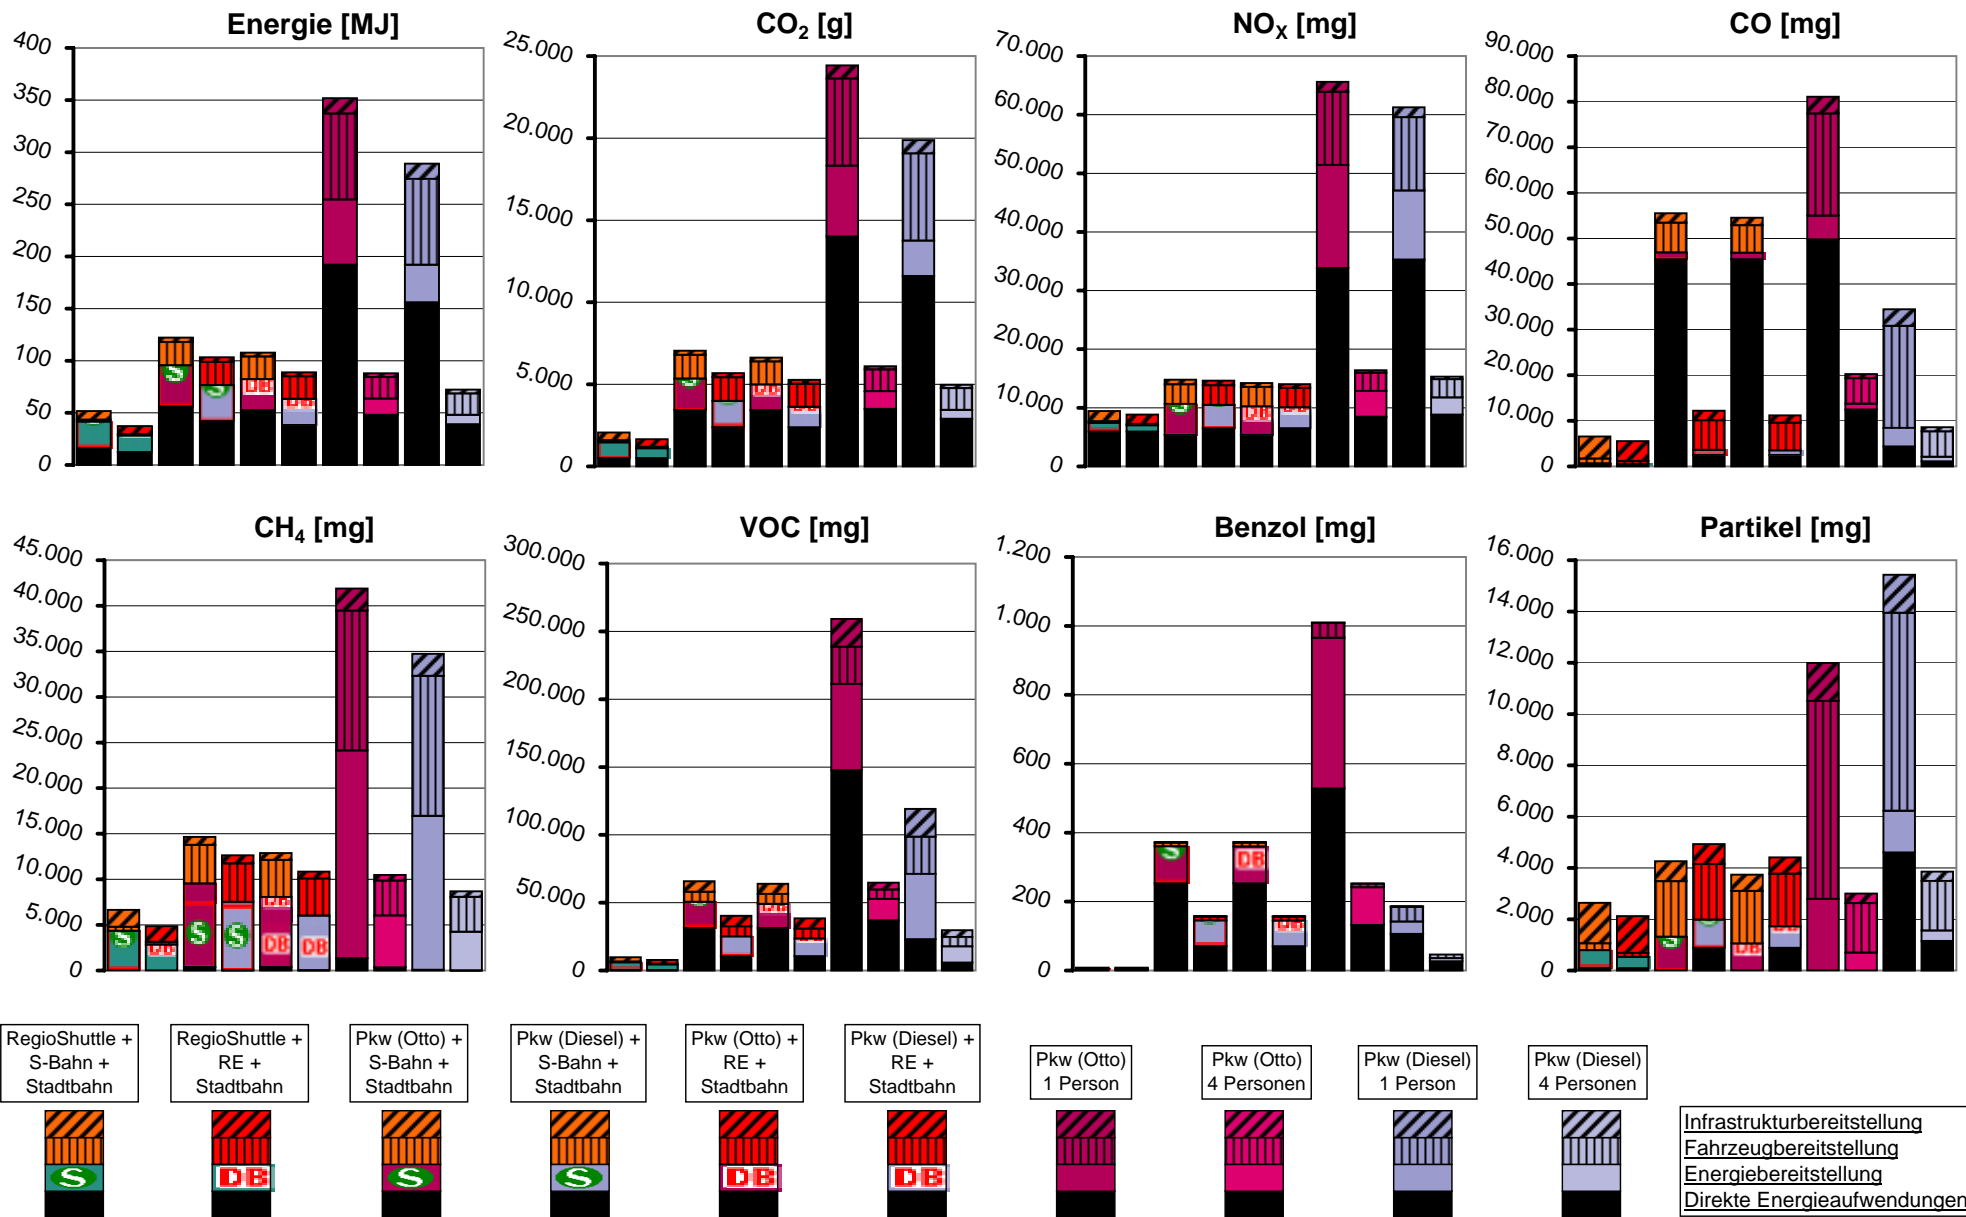 Energie [MJ]
400
350
300
250
200
150
100
50
0
CO2 [g]
25.000
20.000
15.000
10.000
5.000
0
NOX [mg]
70.000
60.000
50.000
40.000
30.000
20.000
10.000
0
CO [mg]
90.000
80.000
70.000
60.000
50.000
40.000
30.000
20.000
10.000
0
CH4 [mg]
45.000
40.000
35.000
30.000
25.000
20.000
15.000
10.000
5.000
0
VOC [mg]
300.000
250.000
200.000
150.000
100.000
50.000
0
Benzol [mg]
1.200
1.000
800
600
400
200
0
Partikel [mg]
16.000
14.000
12.000
10.000
8.000
6.000
4.000
2.000
0
RegioShuttle +
S-Bahn +
Stadtbahn
RegioShuttle +
RE +
Stadtbahn
Pkw (Otto) +
S-Bahn +
Stadtbahn
Pkw (Diesel) +
S-Bahn +
Stadtbahn
Pkw (Otto) +
RE +
Stadtbahn
Pkw (Diesel) +
RE +
Stadtbahn
Pkw (Otto)
1 Person
Pkw (Otto)
4 Personen
Pkw (Diesel)
1 Person
Pkw (Diesel)
4 Personen
S
DB
S
S
DB
DB
Infrastrukturbereitstellung
Fahrzeugbereitstellung
Energiebereitstellung
Direkte Energieaufwendungen